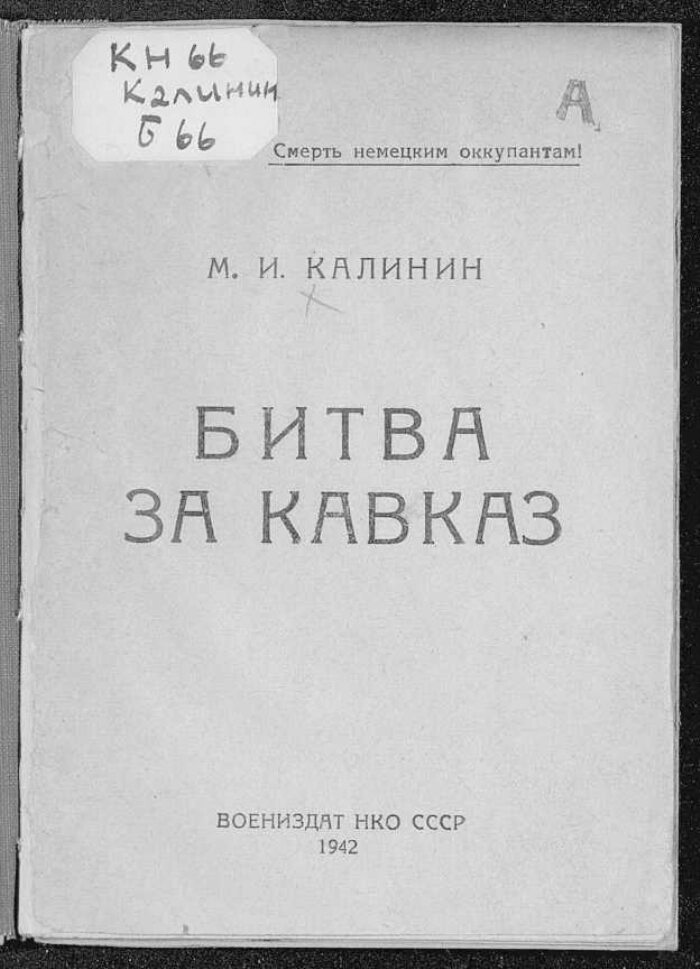 КН 66
Калинин
Б 66
А
Смерть немецким оккупантам!
М. И. КАЛИНИН
БИТВА
ЗА КАВКАЗ
ВОЕНИЗДАТ НКО СССР
1942